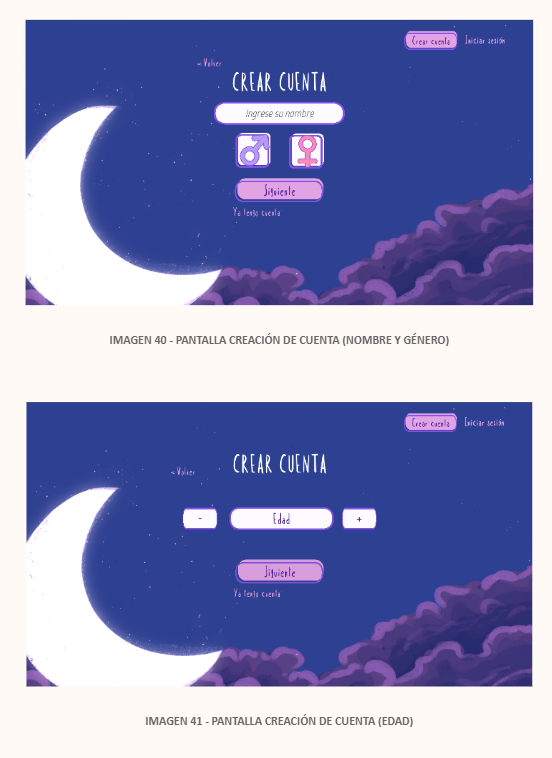 Crear cuenta Iniciar sesión
← Volver
CREAR CUENTA
Ingrese su nombre
Siguiente
Ya tengo cuenta
IMAGEN 40 - PANTALLA CREACIÓN DE CUENTA (NOMBRE Y GÉNERO)
Crear cuenta Iniciar sesión
CREAR CUENTA
← Volver
- Edad +
Siguiente
Ya tengo cuenta
IMAGEN 41 - PANTALLA CREACIÓN DE CUENTA (EDAD)